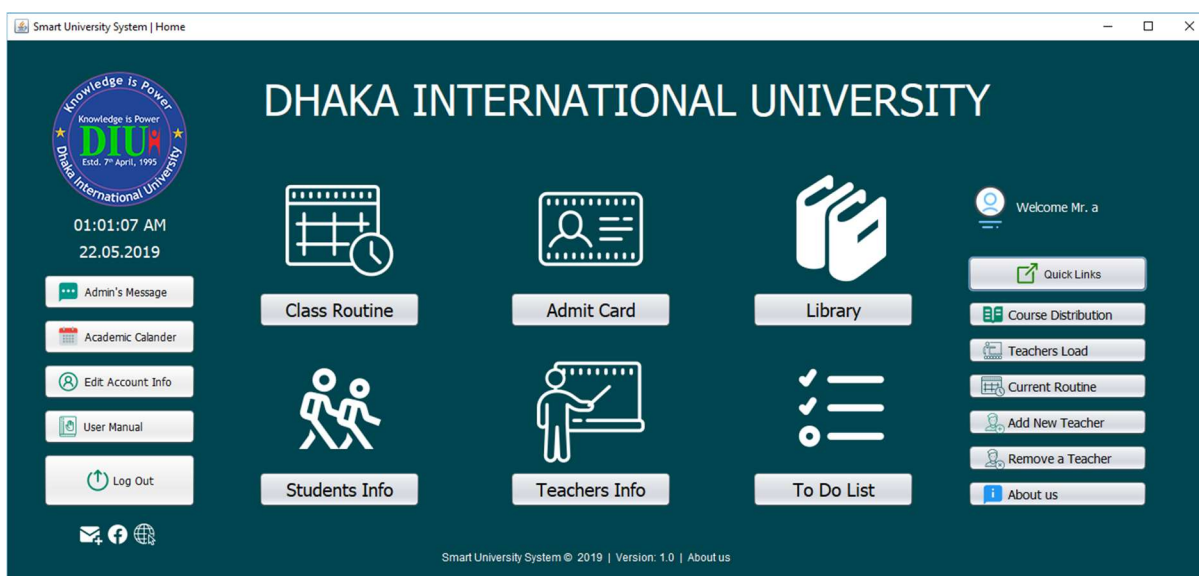 Smart University System | Home
DHAKA INTERNATIONAL UNIVERSITY
Knowledge is Power
Knowledge is Power
DIU
Estd. 7th April, 1995
Dhaka International University
01:01:07 AM
22.05.2019
Admin's Message
Academic Calander
Edit Account Info
User Manual
Log Out
Class Routine
Admit Card
Library
Students Info
Teachers Info
To Do List
Welcome Mr. a
Quick Links
Course Distribution
Teachers Load
Current Routine
Add New Teacher
Remove a Teacher
About us
Smart University System © 2019 | Version: 1.0 | About us